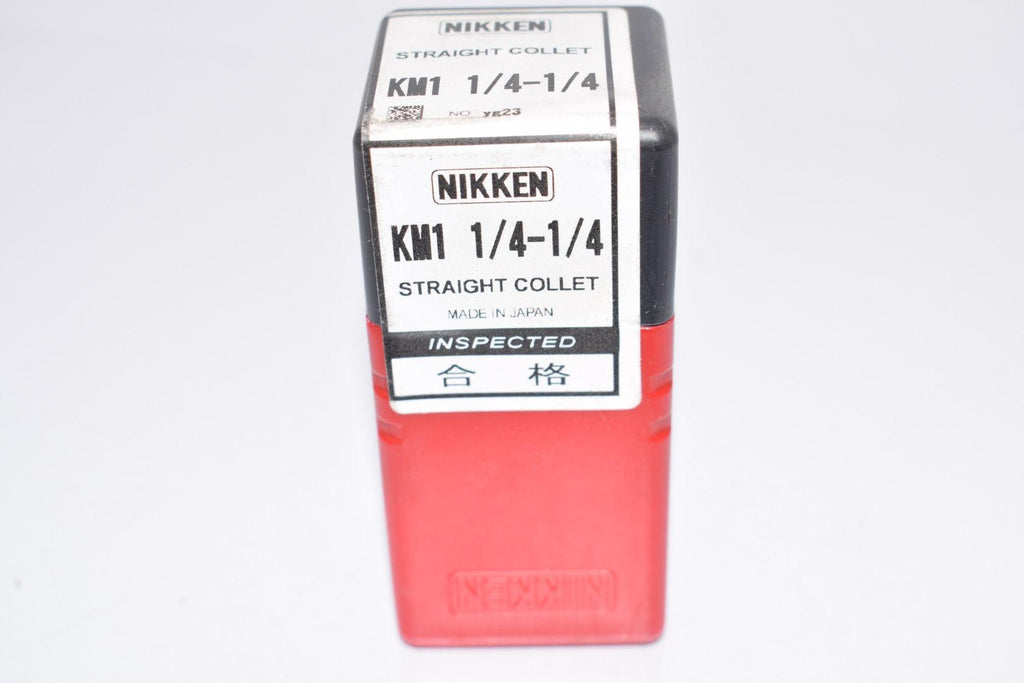 NIKKEN
STRAIGHT COLLET
KM1 1/4-1/4
NO. yg23
NIKKEN
KM1 1/4-1/4
STRAIGHT COLLET
MADE IN JAPAN
INSPECTED
合 格
NIKKEN